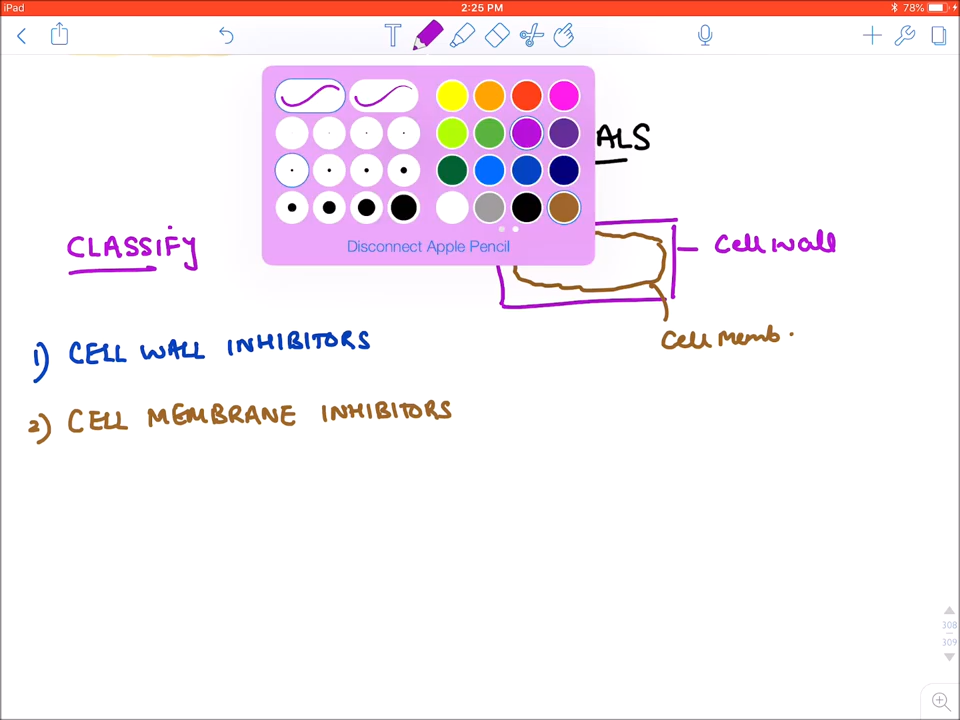 iPad 2:25 PM 78%
T
ALS
Disconnect Apple Pencil
CLASSIFY
Cell wall
Cell Memb.
1) CELL WALL INHIBITORS
2) CELL MEMBRANE INHIBITORS
308
309